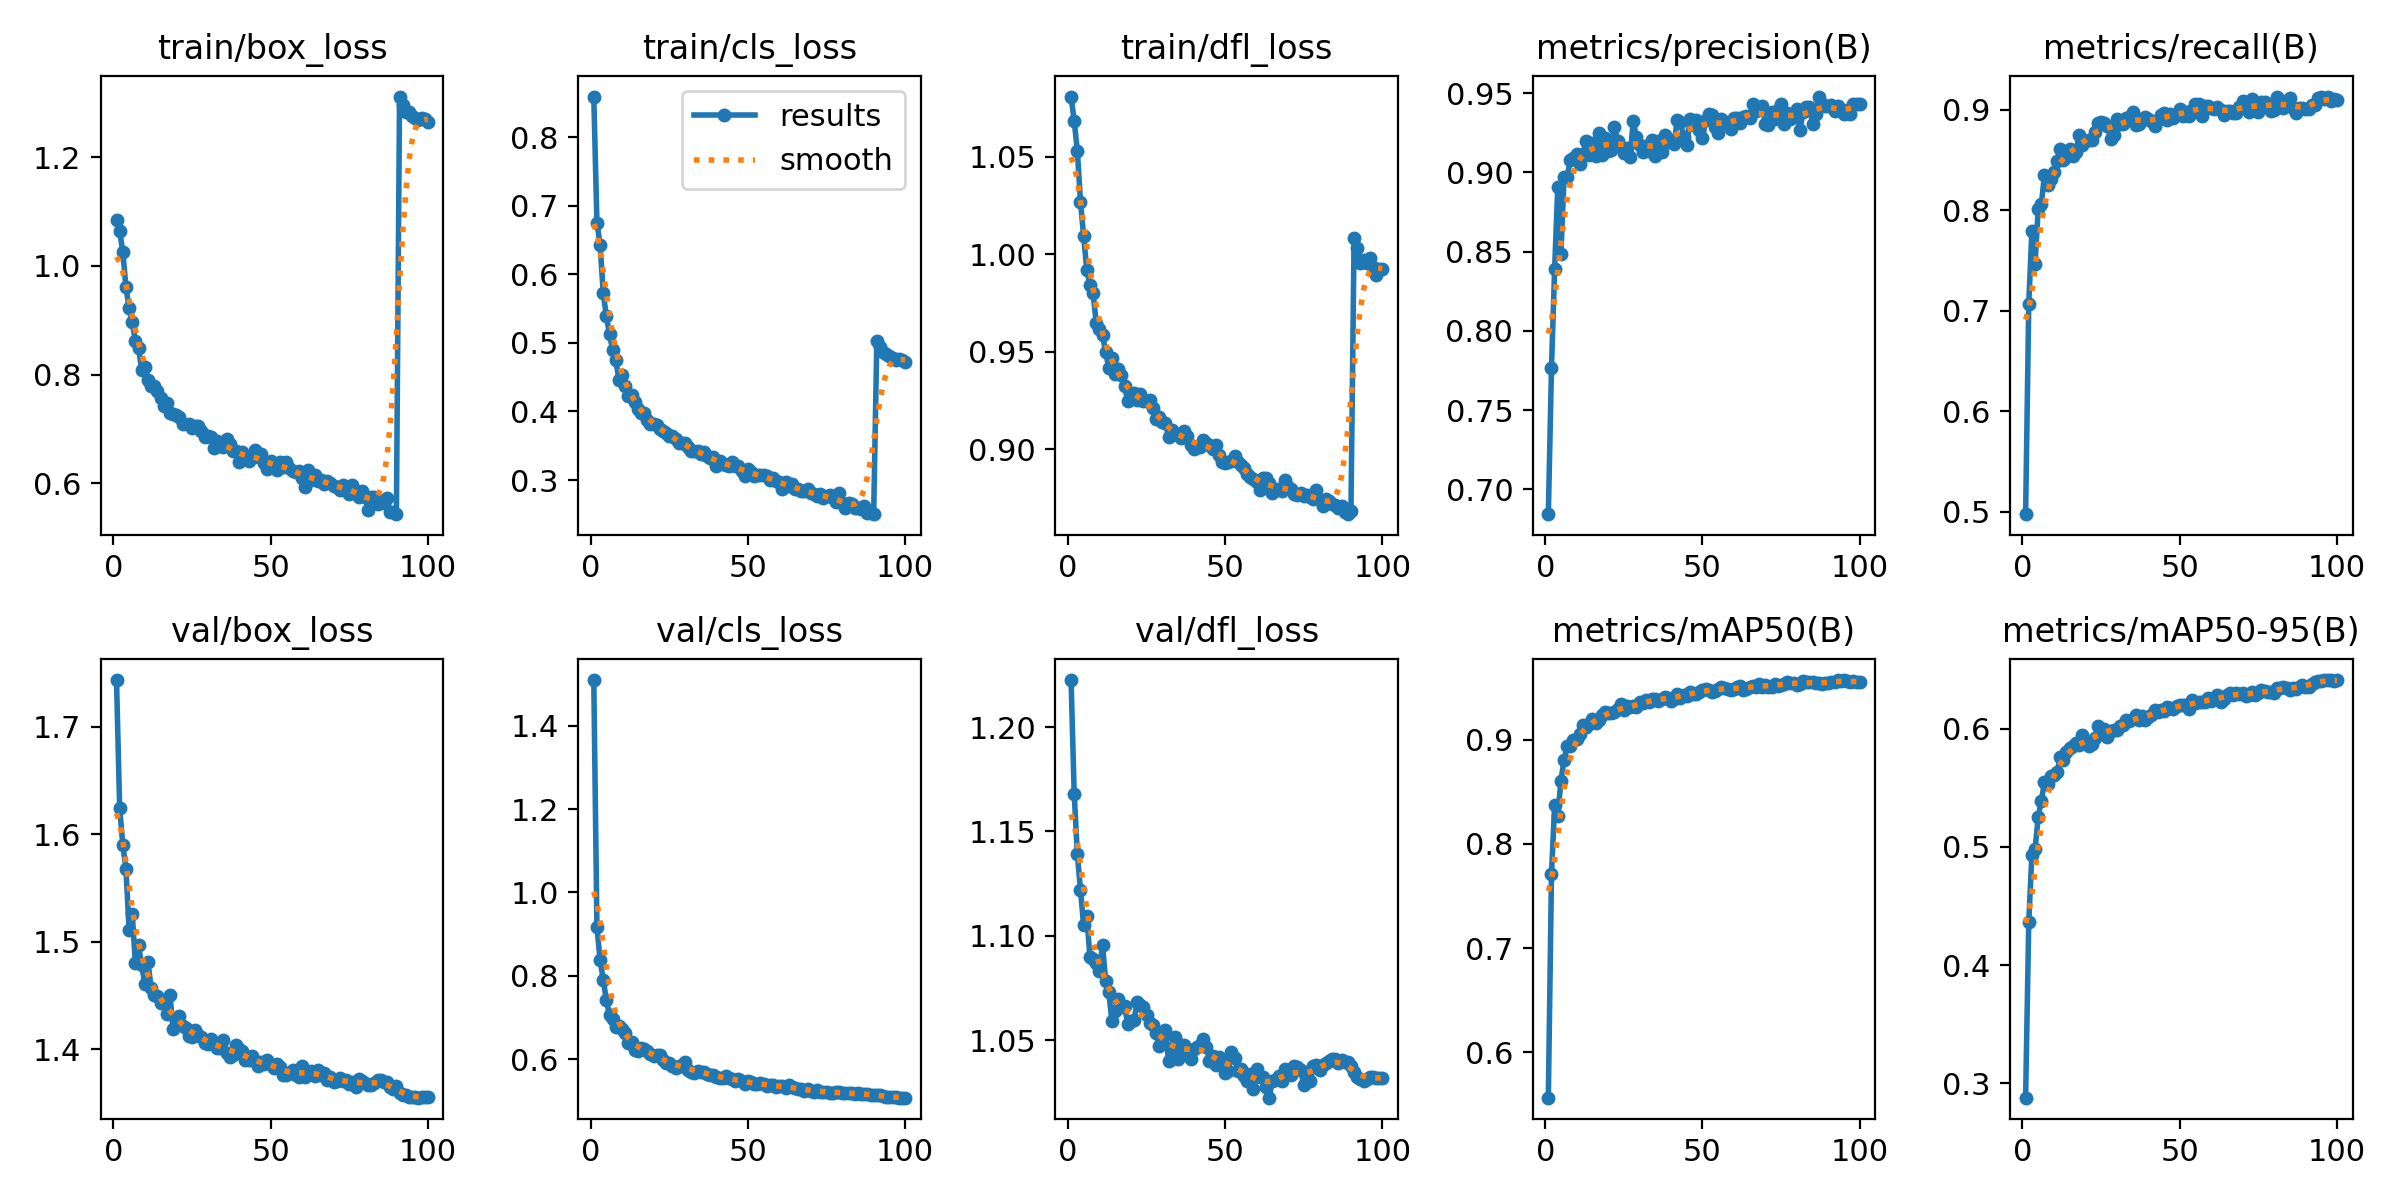 train/box_loss
1.2
1.0
0.8
0.6
0 50 100
train/cls_loss
results
smooth
0.8
0.7
0.6
0.5
0.4
0.3
0 50 100
train/dfl_loss
1.05
1.00
0.95
0.90
0 50 100
metrics/precision(B)
0.95
0.90
0.85
0.80
0.75
0.70
0 50 100
metrics/recall(B)
0.9
0.8
0.7
0.6
0.5
0 50 100
val/box_loss
1.7
1.6
1.5
1.4
0 50 100
val/cls_loss
1.4
1.2
1.0
0.8
0.6
0 50 100
val/dfl_loss
1.20
1.15
1.10
1.05
0 50 100
metrics/mAP50(B)
0.9
0.8
0.7
0.6
0 50 100
metrics/mAP50-95(B)
0.6
0.5
0.4
0.3
0 50 100